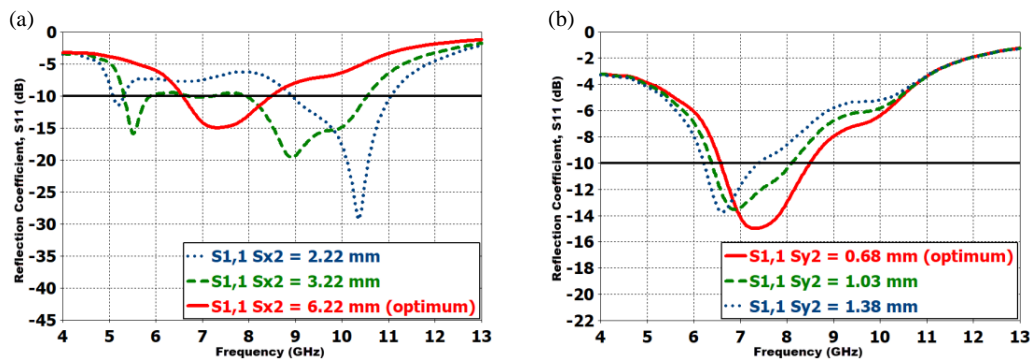 (a)
Reflection Coefficient, S11 (dB)
0
-5
-10
-15
-20
-25
-30
-35
-40
-45
S1,1 Sx2 = 2.22 mm
S1,1 Sx2 = 3.22 mm
S1,1 Sx2 = 6.22 mm (optimum)
4 5 6 7 8 9 10 11 12 13
Frequency (GHz)
(b)
Reflection Coefficient, S11 (dB)
0
-2
-4
-6
-8
-10
-12
-14
-16
-18
-20
-22
S1,1 Sy2 = 0.68 mm (optimum)
S1,1 Sy2 = 1.03 mm
S1,1 Sy2 = 1.38 mm
4 5 6 7 8 9 10 11 12 13
Frequency (GHz)